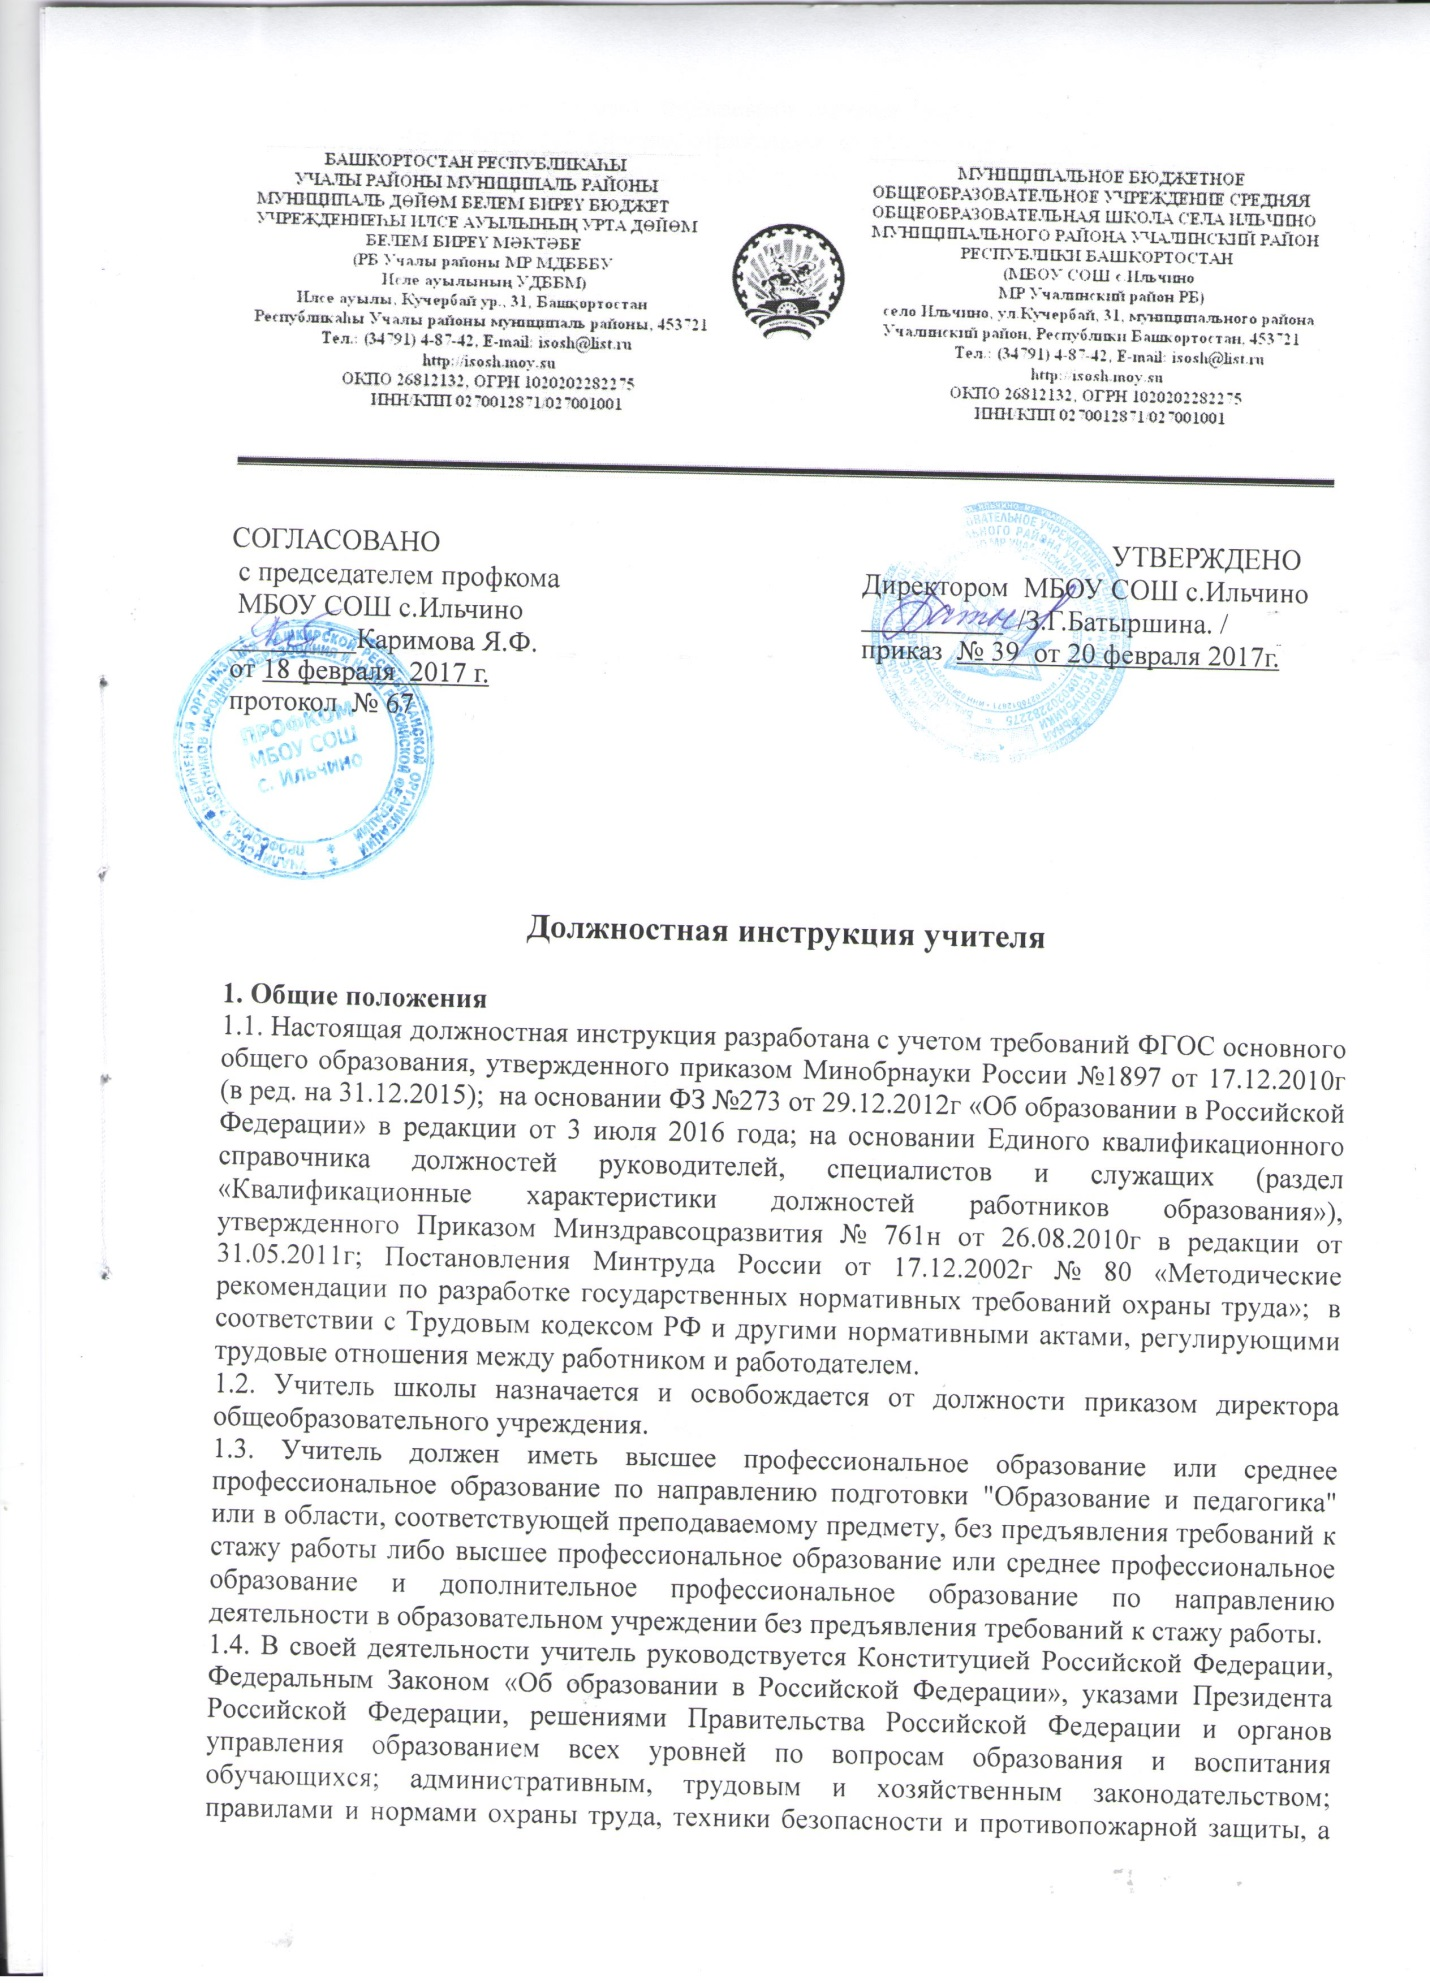 БАШКОРТОСТАН РЕСПУБЛИКАҺЫ
УЧАЛЫ РАЙОНЫ МУНИЦИПАЛЬ РАЙОНЫ
МУНИЦИПАЛЬ ДӨЙӨМ БЕЛЕМ БИРЕҮ БЮДЖЕТ
УЧРЕЖДЕНИЕҺЫ ИЛСЕ АУЫЛЫНЫҢ УРТА ДӨЙӨМ
БЕЛЕМ БИРЕҮ МӘКТӘБЕ
(РБ Учалы районы МР МДБББУ
Исле ауылының УДББМ)
Илсе ауылы, Кучербай ур., 31, Башкортостан
Республикаһы Учалы районы муниципаль районы, 453721
Тел.: (34791) 4-87-42, E-mail: isosh@list.ru
http://isosh.moy.su
ОКПО 26812132, ОГРН 1020202282275
ИНН/КПП 0270012871/027001001
МУНИЦИПАЛЬНОЕ БЮДЖЕТНОЕ
ОБЩЕОБРАЗОВАТЕЛЬНОЕ УЧРЕЖДЕНИЕ СРЕДНЯЯ
ОБЩЕОБРАЗОВАТЕЛЬНАЯ ШКОЛА СЕЛА ИЛЬЧИНО
МУНИЦИПАЛЬНОГО РАЙОНА УЧАЛИНСКИЙ РАЙОН
РЕСПУБЛИКИ БАШКОРТОСТАН
(МБОУ СОШ с.Ильчино
МР Учалинский район РБ)
село Ильчино, ул.Кучербай, 31, муниципального района
Учалинский район, Республики Башкортостан, 453721
Тел.: (34791) 4-87-42, E-mail: isosh@list.ru
http://isosh.moy.su
ОКПО 26812132, ОГРН 1020202282275
ИНН/КПП 0270012871/027001001
СОГЛАСОВАНО
с председателем профкома
МБОУ СОШ с.Ильчино
_________Каримова Я.Ф.
от 18 февраля 2017 г.
протокол № 67
ПРОФКОМ
МБОУ СОШ
с. Ильчино
УТВЕРЖДЕНО
Директором МБОУ СОШ с.Ильчино
__________ /З.Г.Батыршина. /
приказ № 39 от 20 февраля 2017г.
Должностная инструкция учителя
1. Общие положения
1.1. Настоящая должностная инструкция разработана с учетом требований ФГОС основного
общего образования, утвержденного приказом Минобрнауки России №1897 от 17.12.2010г
(в ред. на 31.12.2015); на основании ФЗ №273 от 29.12.2012г «Об образовании в Российской
Федерации» в редакции от 3 июля 2016 года; на основании Единого квалификационного
справочника должностей руководителей, специалистов и служащих (раздел
«Квалификационные характеристики должностей работников образования»),
утвержденного Приказом Минздравсоцразвития № 761н от 26.08.2010г в редакции от
31.05.2011г; Постановления Минтруда России от 17.12.2002г № 80 «Методические
рекомендации по разработке государственных нормативных требований охраны труда»; в
соответствии с Трудовым кодексом РФ и другими нормативными актами, регулирующими
трудовые отношения между работником и работодателем.
1.2. Учитель школы назначается и освобождается от должности приказом директора
общеобразовательного учреждения.
1.3. Учитель должен иметь высшее профессиональное образование или среднее
профессиональное образование по направлению подготовки "Образование и педагогика"
или в области, соответствующей преподаваемому предмету, без предъявления требований к
стажу работы либо высшее профессиональное образование или среднее профессиональное
образование и дополнительное профессиональное образование по направлению
деятельности в образовательном учреждении без предъявления требований к стажу работы.
1.4. В своей деятельности учитель руководствуется Конституцией Российской Федерации,
Федеральным Законом «Об образовании в Российской Федерации», указами Президента
Российской Федерации, решениями Правительства Российской Федерации и органов
управления образованием всех уровней по вопросам образования и воспитания
обучающихся; административным, трудовым и хозяйственным законодательством;
правилами и нормами охраны труда, техники безопасности и противопожарной защиты, а